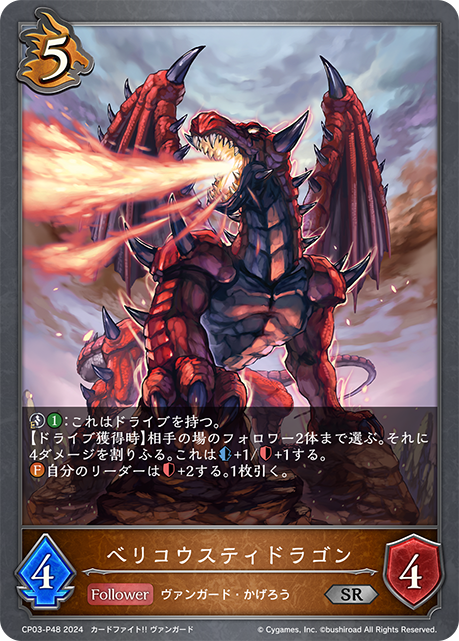 5
1:これはドライブを持つ。
【ドライブ獲得時】相手の場のフォロワー2体まで選ぶ。それに
4ダメージを割りふる。これは+1/+1する。
F自分のリーダーは+2する。1枚引く。
ベリコウスティドラゴン
4
Follower
ヴァンガード・かげろう
SR
4
CP03-P48 2024 カードファイト!! ヴァンガード
© Cygames, Inc. ©bushiroad All Rights Reserved.